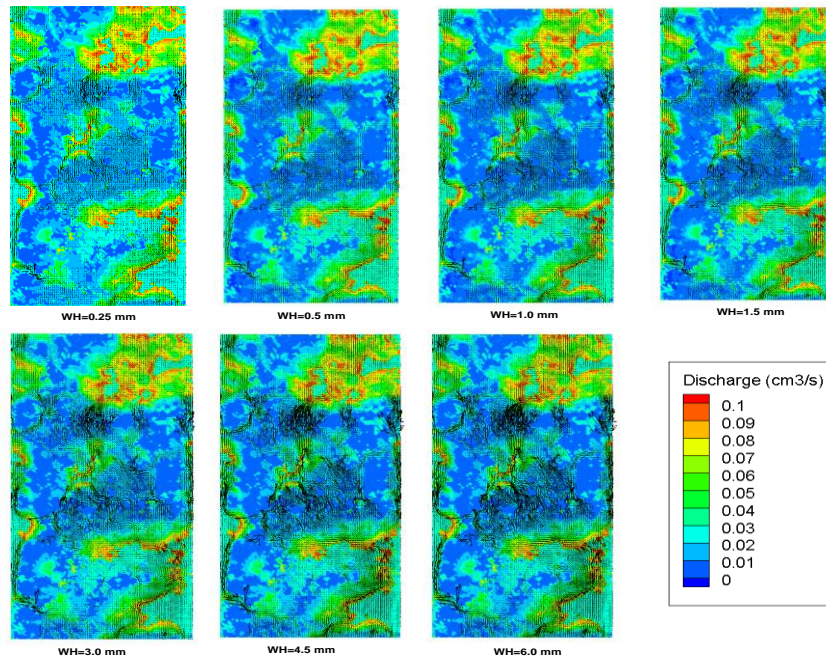 WH=0.25 mm
WH=0.5 mm
WH=1.0 mm
WH=1.5 mm
WH=3.0 mm
WH=4.5 mm
WH=6.0 mm
Discharge (cm3/s)
0.1
0.09
0.08
0.07
0.06
0.05
0.04
0.03
0.02
0.01
0